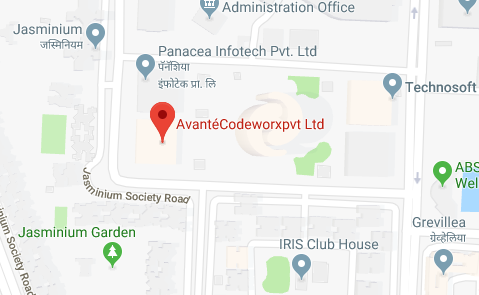 Administration Office
Jasminium
जस्मिनियम
Panacea Infotech Pvt. Ltd
पॅनॅशिया
इंफोटेक प्रा. लि
Technosoft
AvantéCodeworxpvt Ltd
ABS
Wel
Jasminium Society Road
Grevillea
ग्रेव्हेलिया
Jasminium Garden
IRIS Club House
minium Society Road